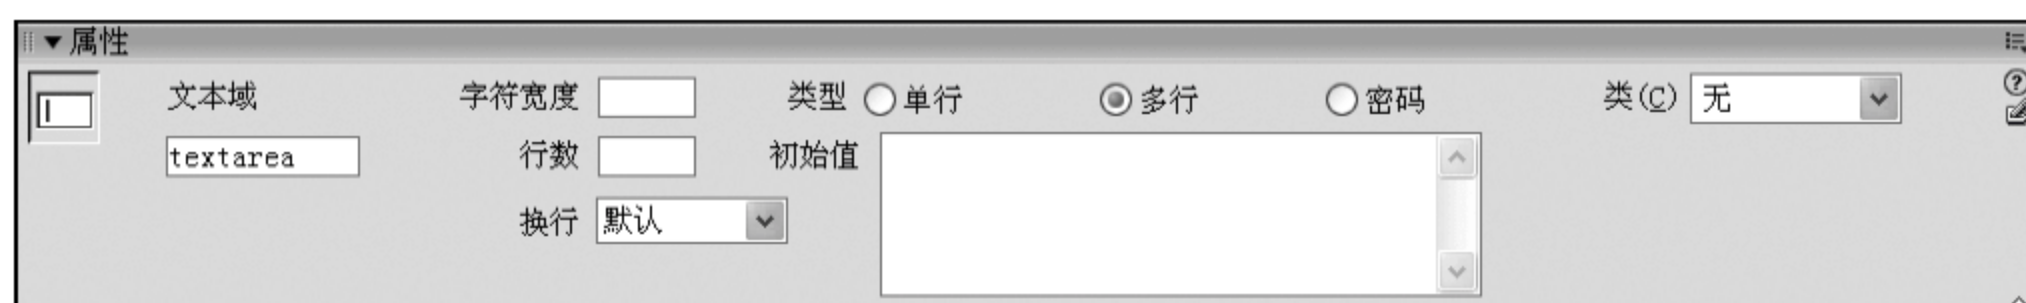 属性
文本域 字符宽度 类型 单行 多行 密码 类(C) 无
textarea 行数 初始值
换行 默认